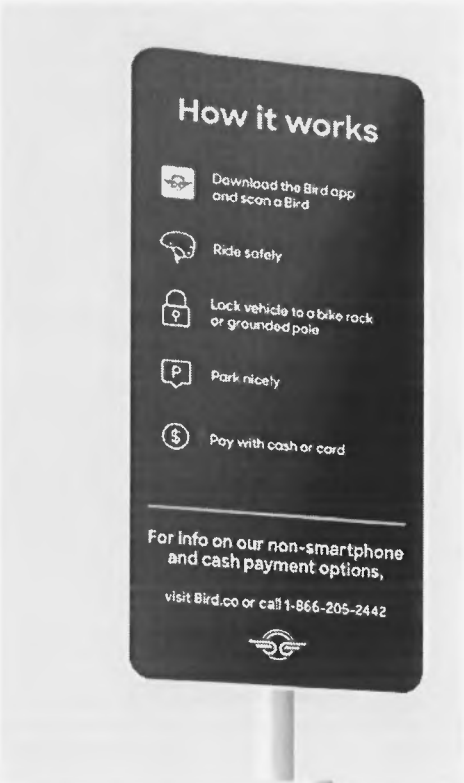 How it works
Download the Bird app
and scan a Bird
Ride safely
Lock vehicle to a bike rack
or grounded pole
P
Park nicely
$
Pay with cash or card
For info on our non-smartphone
and cash payment options,
visit Bird.co or call 1-866-205-2442